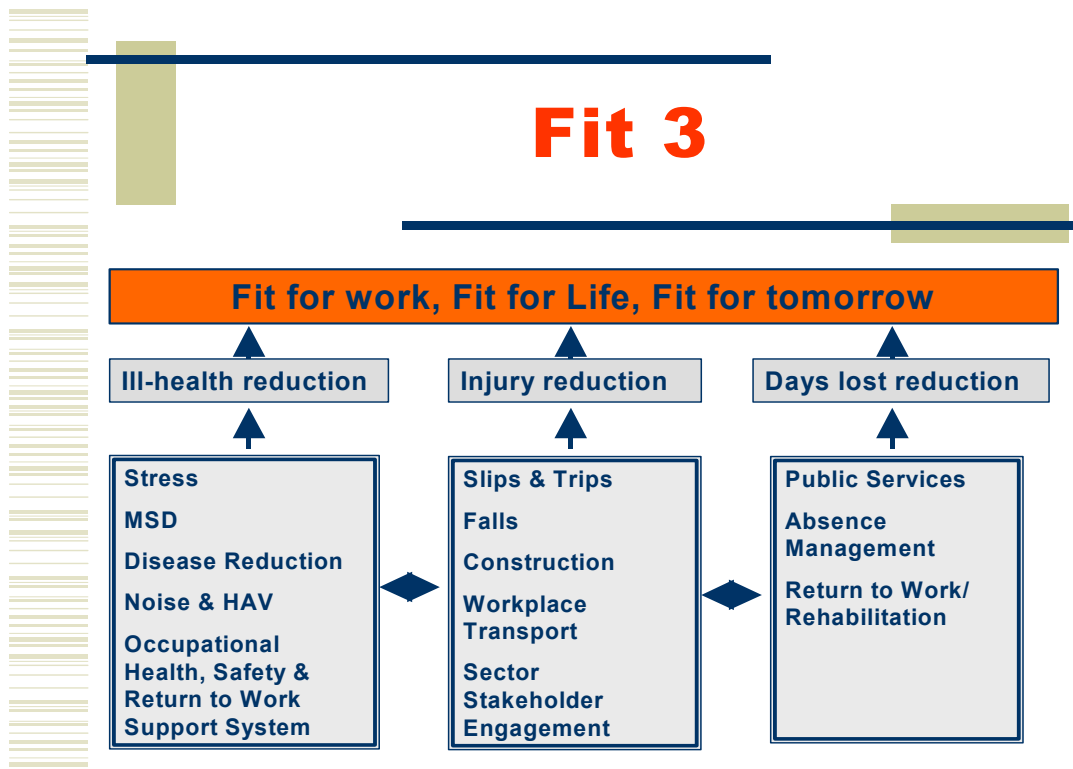 Fit 3
Fit for work, Fit for Life, Fit for tomorrow
Ill-health reduction
Injury reduction
Days lost reduction
Stress
MSD
Disease Reduction
Noise & HAV
Occupational
Health, Safety &
Return to Work
Support System
Slips & Trips
Falls
Construction
Workplace
Transport
Sector
Stakeholder
Engagement
Public Services
Absence
Management
Return to Work/
Rehabilitation